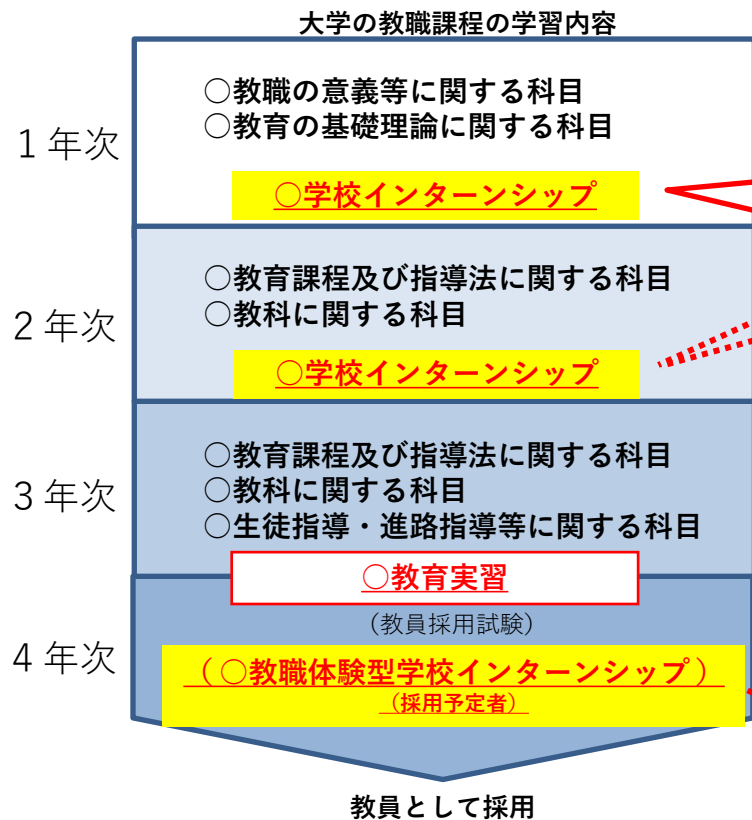 大学の教職課程の学習内容
１年次
○教職の意義等に関する科目
○教育の基礎理論に関する科目
○学校インターンシップ
２年次
○教育課程及び指導法に関する科目
○教科に関する科目
○学校インターンシップ
３年次
○教育課程及び指導法に関する科目
○教科に関する科目
○生徒指導・進路指導等に関する科目
○教育実習
４年次
（教員採用試験）
（○教職体験型学校インターンシップ）
（採用予定者）
教員として採用